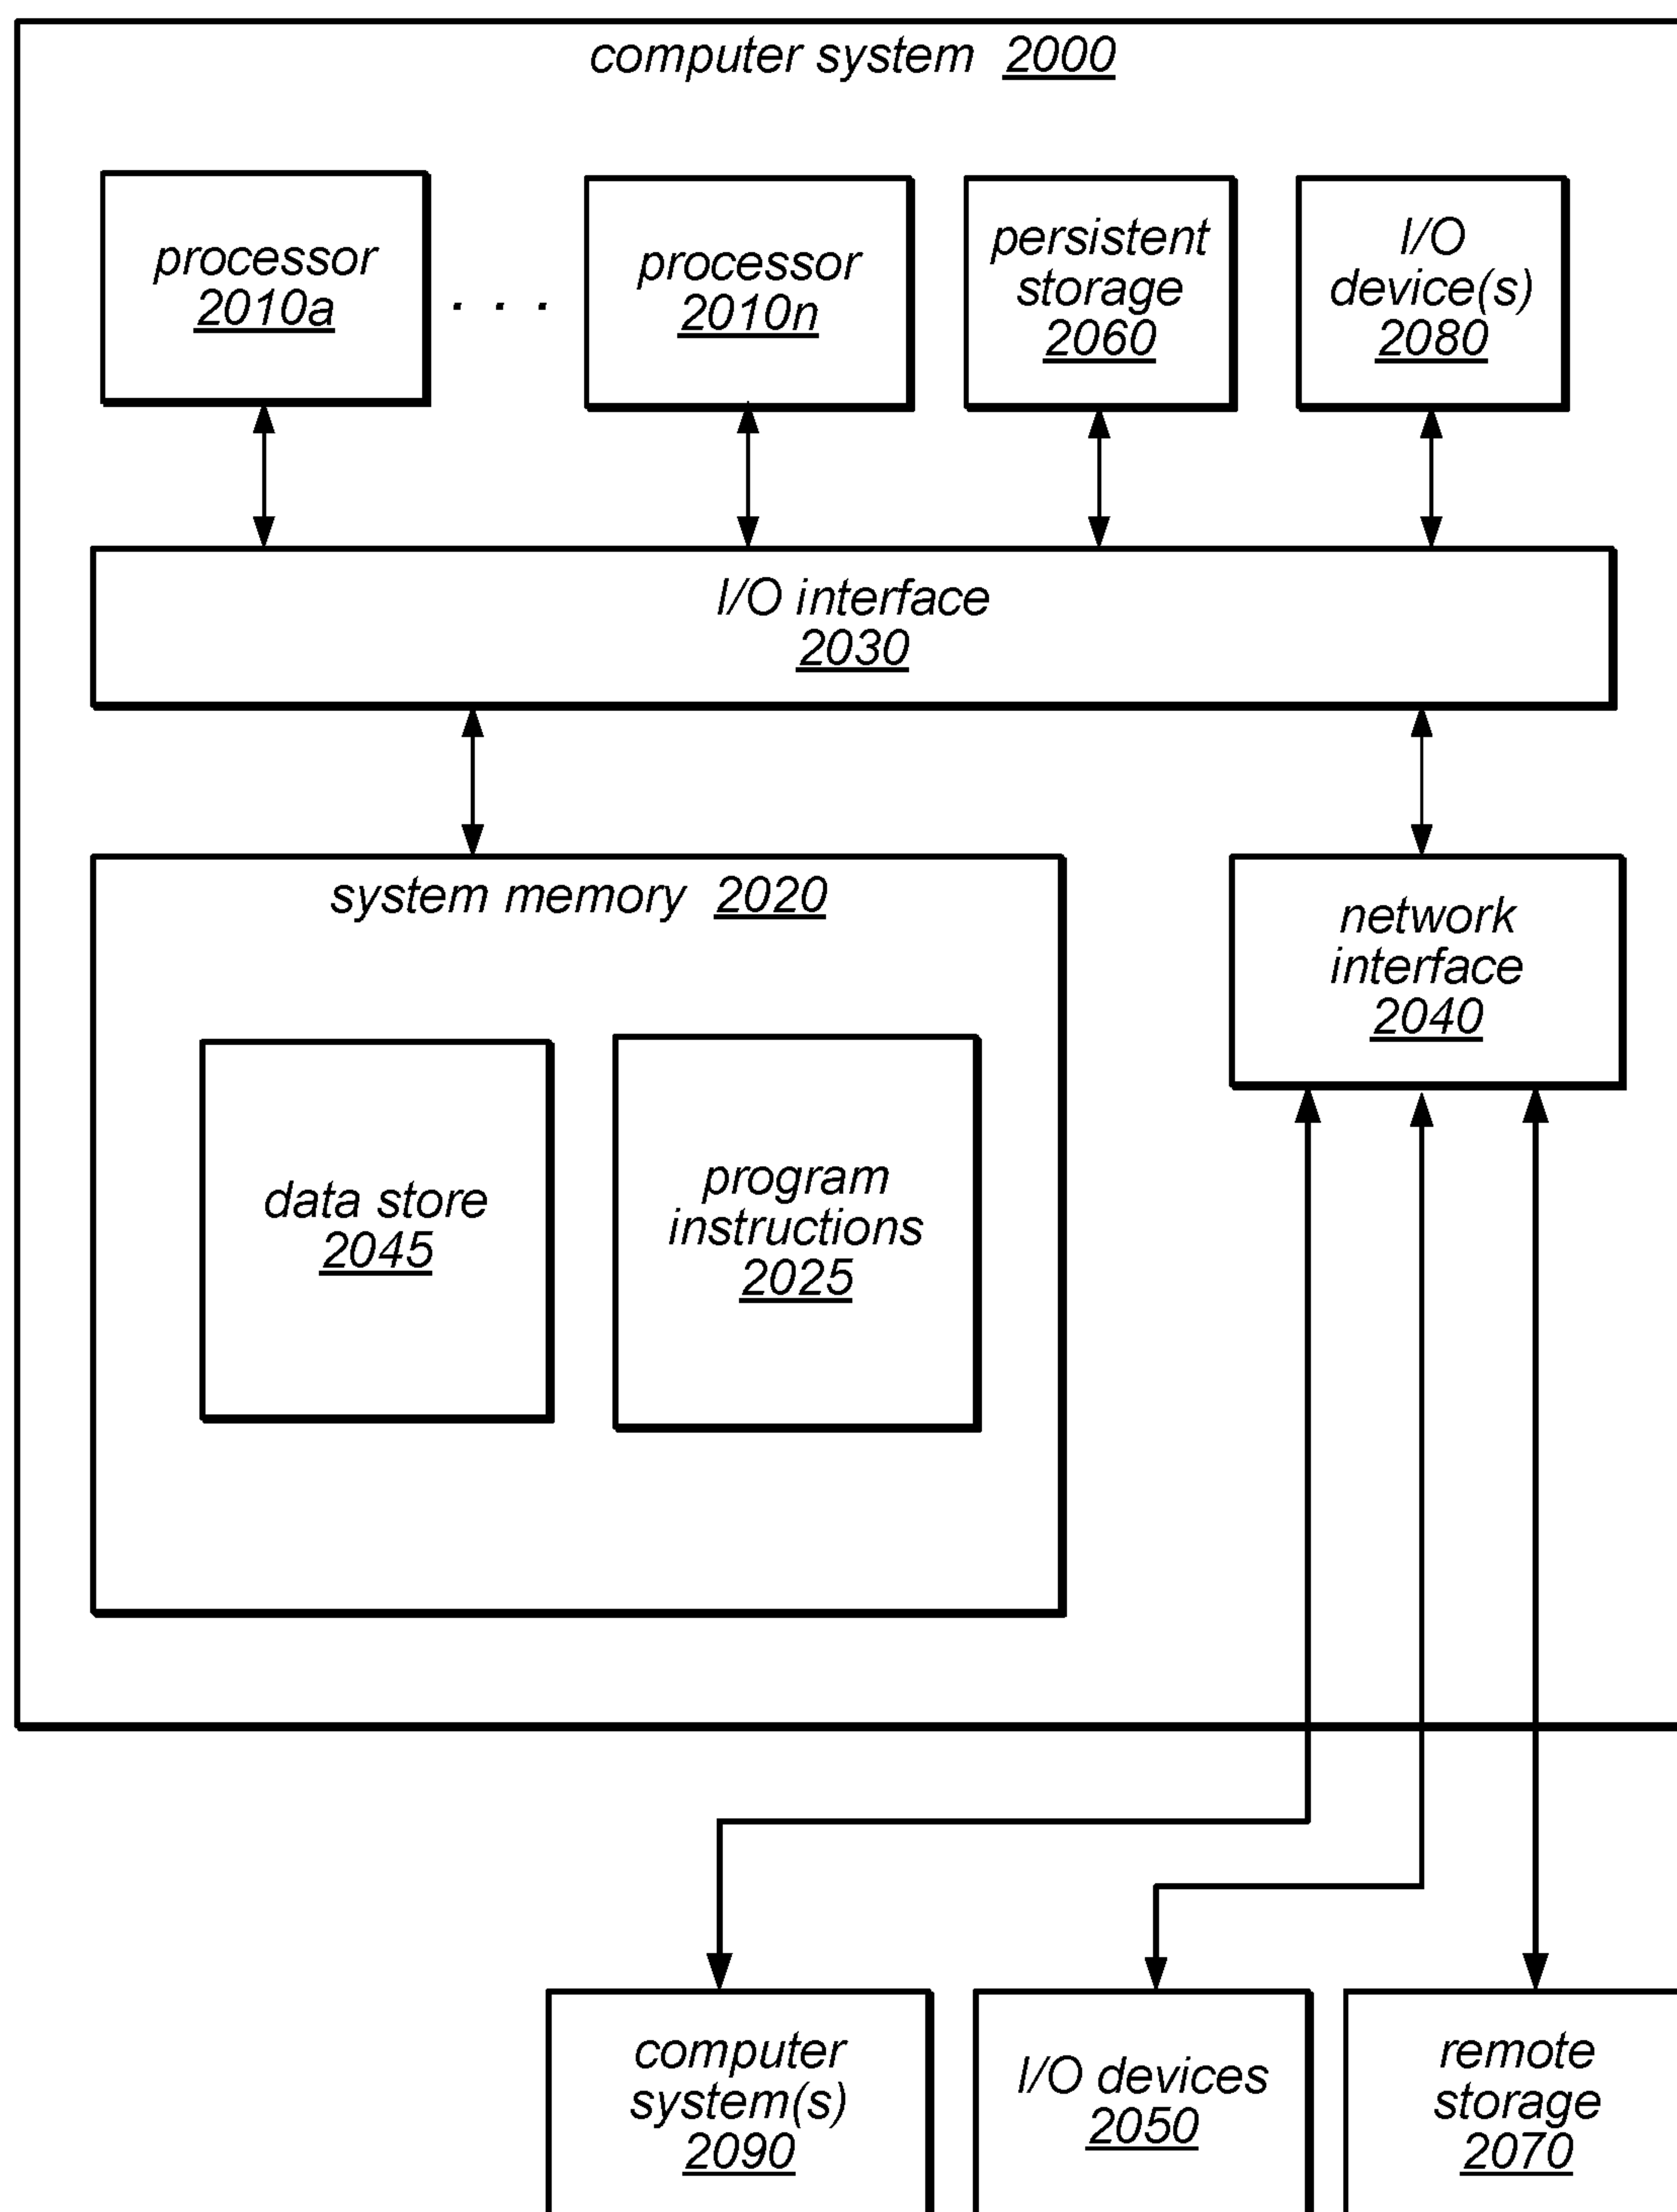 computer system 2000
processor
2010a
. . .
processor
2010n
persistent
storage
2060
I/O
device(s)
2080
I/O interface
2030
system memory 2020
network
interface
2040
data store
2045
program
instructions
2025
computer
system(s)
2090
I/O devices
2050
remote
storage
2070